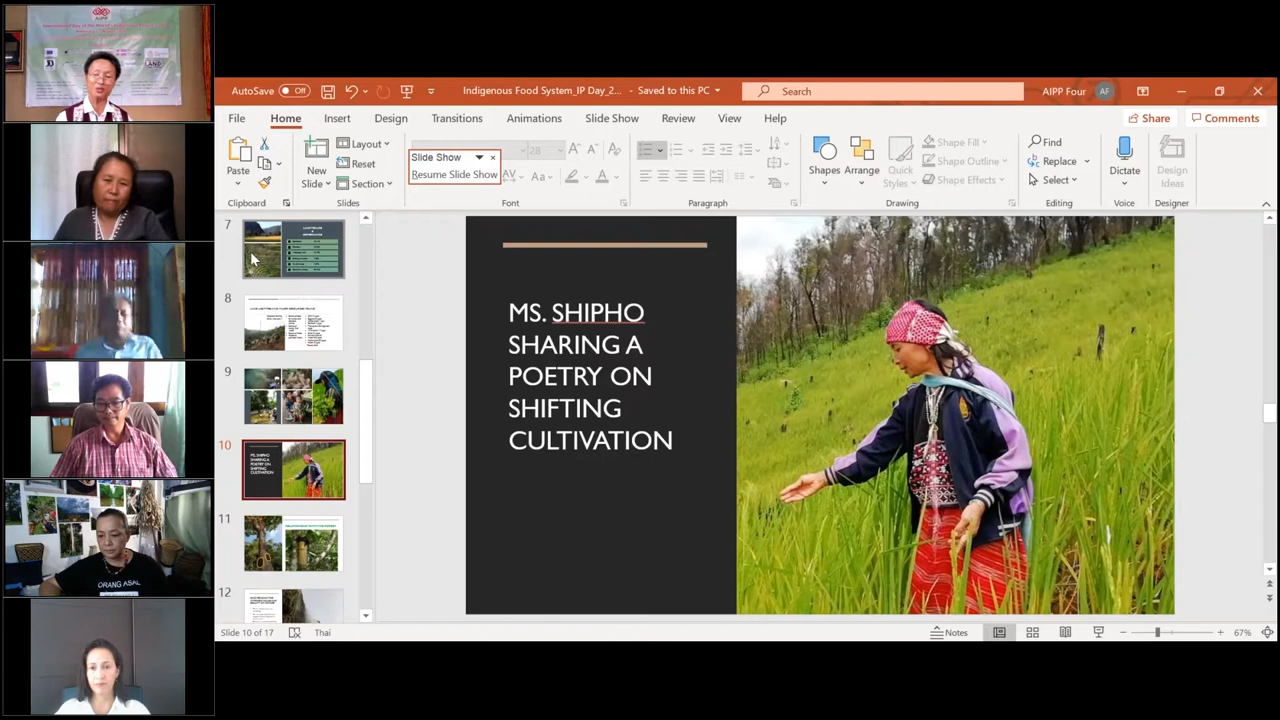 AutoSave Off
Indigenous Food System_IP Day_2... - Saved to this PC
Search
AIPP Four AF
File Home Insert Design Transitions Animations Slide Show Review View Help
Share Comments
Paste
Clipboard
New Slide
Layout
Reset
Section
Slides
Slide Show
Resume Slide Show
28
Aa
Font
Paragraph
Shapes
Arrange
Quick Styles
Shape Fill
Shape Outline
Shape Effects
Drawing
Find
Replace
Select
Editing
Dictate
Voice
Design Ideas
Designer
7
8
9
10
11
12
MS. SHIPHO
SHARING A
POETRY ON
SHIFTING
CULTIVATION
ORANG ASAL
Slide 10 of 17
Thai
Notes
67%